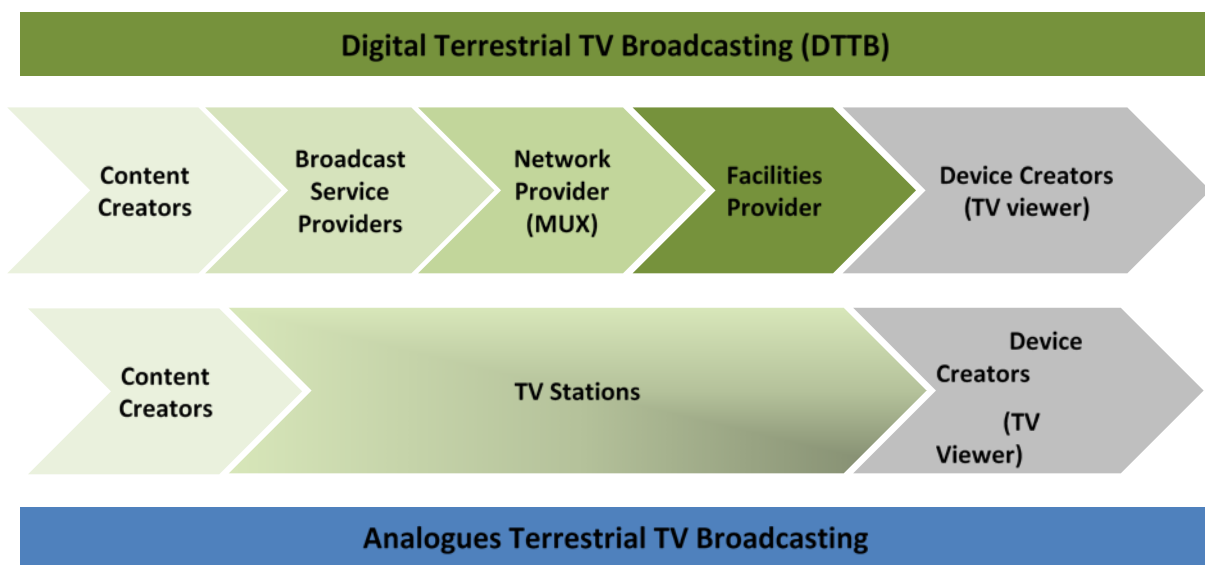 Digital Terrestrial TV Broadcasting (DTTB)
Content
Creators
Broadcast
Service
Providers
Network
Provider
(MUX)
Facilities
Provider
Device Creators
(TV viewer)
Content
Creators
TV Stations
Device
Creators
(TV
Viewer)
Analogues Terrestrial TV Broadcasting